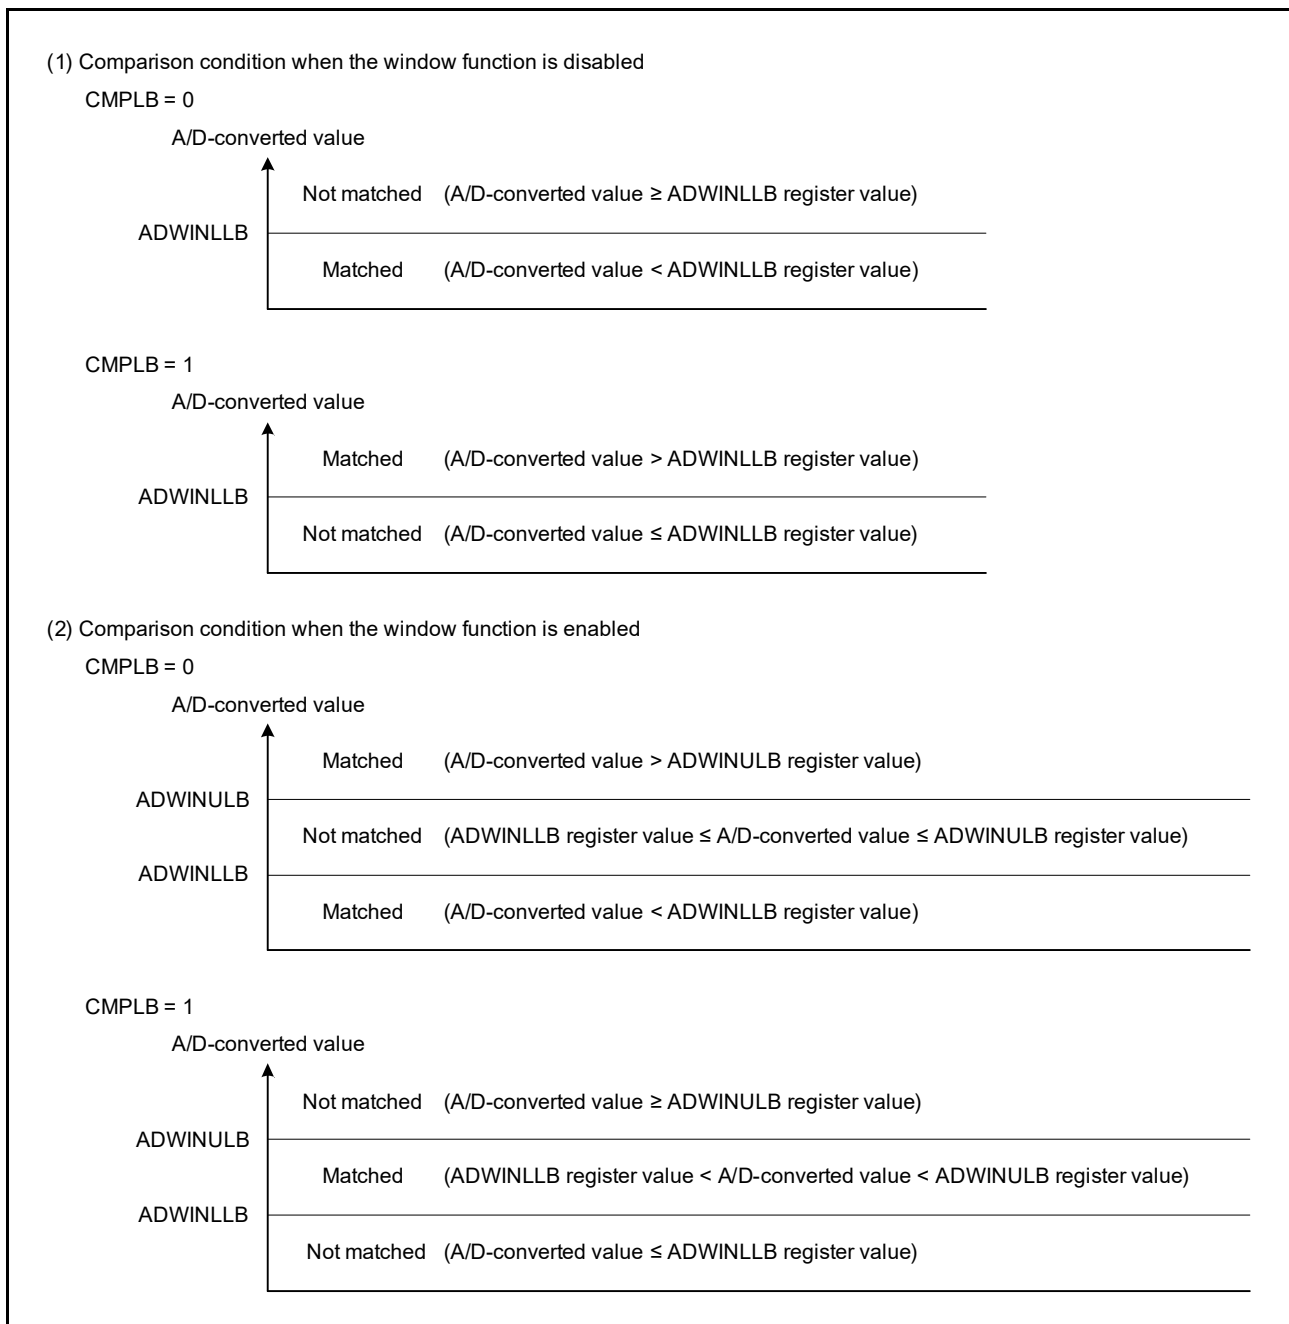 (1) Comparison condition when the window function is disabled
CMPLB = 0
A/D-converted value
Not matched (A/D-converted value ≥ ADWINLLB register value)
ADWINLLB
Matched (A/D-converted value < ADWINLLB register value)
CMPLB = 1
A/D-converted value
Matched (A/D-converted value > ADWINLLB register value)
ADWINLLB
Not matched (A/D-converted value ≤ ADWINLLB register value)
(2) Comparison condition when the window function is enabled
CMPLB = 0
A/D-converted value
Matched (A/D-converted value > ADWINULB register value)
ADWINULB
Not matched (ADWINLLB register value ≤ A/D-converted value ≤ ADWINULB register value)
ADWINLLB
Matched (A/D-converted value < ADWINLLB register value)
CMPLB = 1
A/D-converted value
Not matched (A/D-converted value ≥ ADWINULB register value)
ADWINULB
Matched (ADWINLLB register value < A/D-converted value < ADWINULB register value)
ADWINLLB
Not matched (A/D-converted value ≤ ADWINLLB register value)